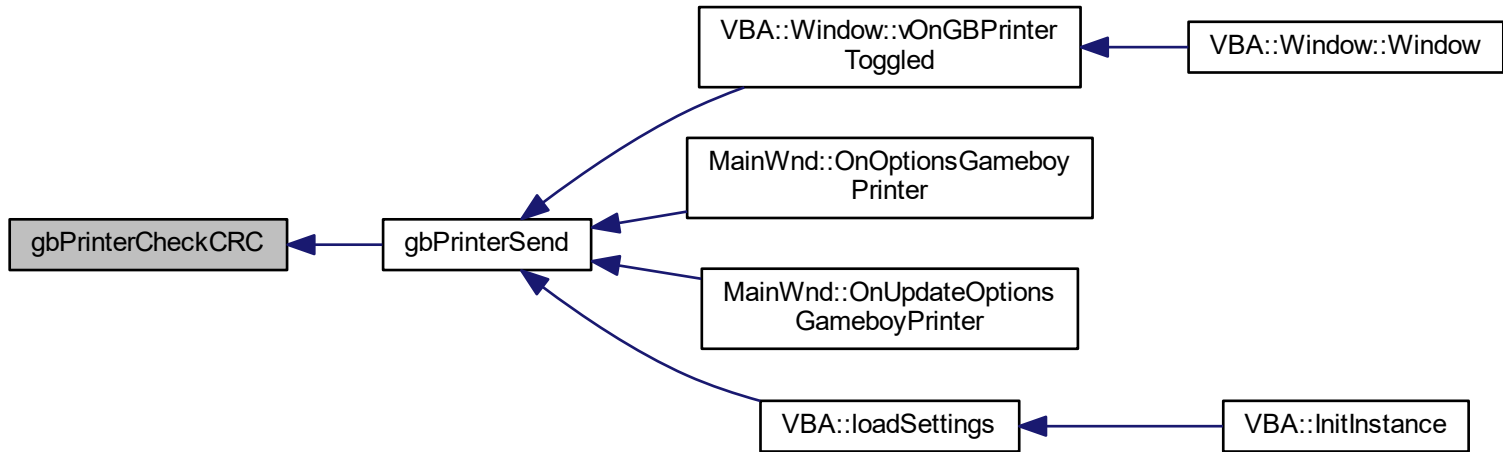 VBA::Window::vOnGBPrinter
Toggled
VBA::Window::Window
MainWnd::OnOptionsGameboy
Printer
gbPrinterCheckCRC
gbPrinterSend
MainWnd::OnUpdateOptions
GameboyPrinter
VBA::loadSettings
VBA::InitInstance